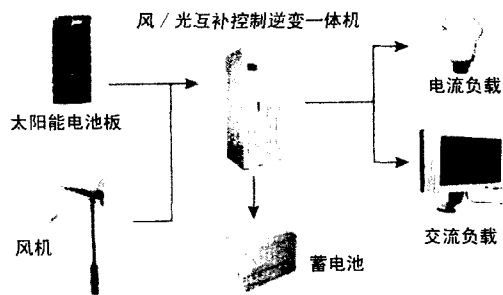 风／光互补控制逆变一体机
太阳能电池板
电流负载
风机
蓄电池
交流负载